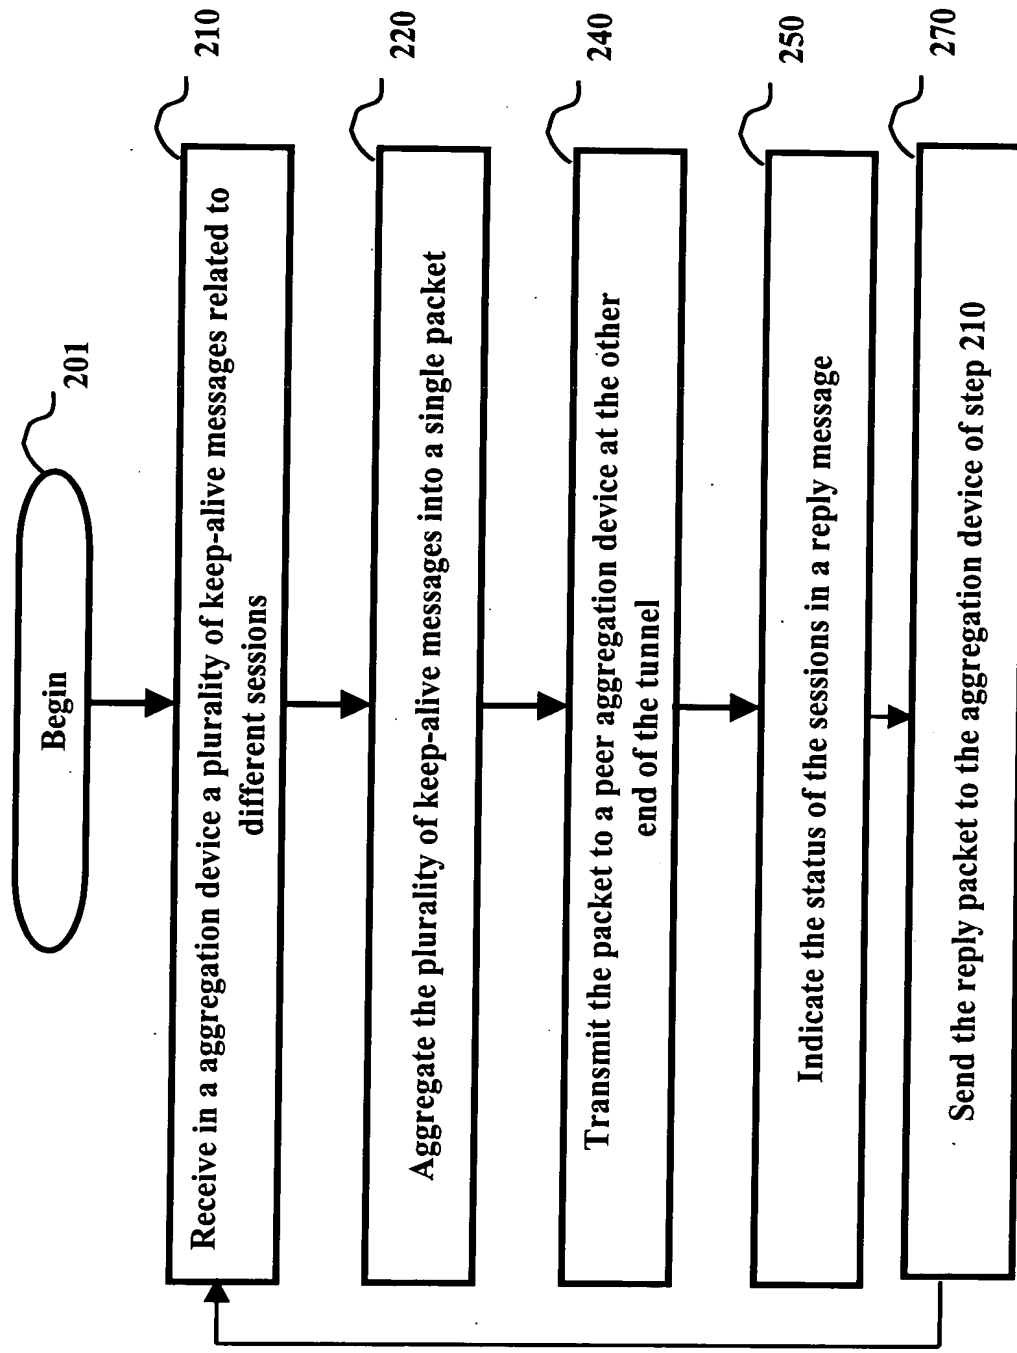 Begin
201
Receive in a aggregation device a plurality of keep-alive messages related to
different sessions
210
Aggregate the plurality of keep-alive messages into a single packet
220
Transmit the packet to a peer aggregation device at the other
end of the tunnel
240
Indicate the status of the sessions in a reply message
250
Send the reply packet to the aggregation device of step 210
270